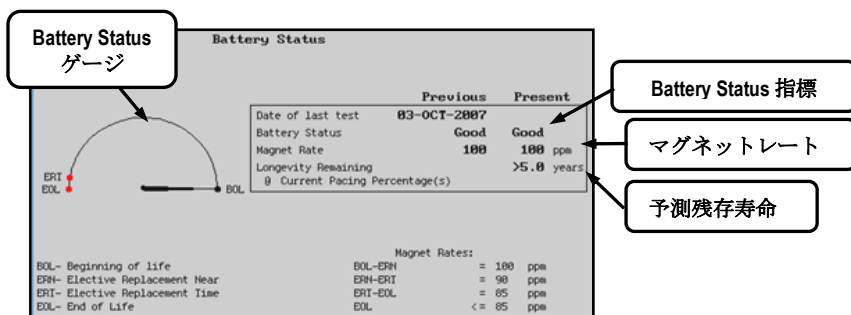 Battery Status
ゲージ
Battery Status
Previous Present
Date of last test 03-OCT-2007
Battery Status Good Good
Magnet Rate 100 100 ppm
Longevity Remaining >5.0 years
@ Current Pacing Percentage(s)
ERI
EOL
BOL
Battery Status 指標
マグネットレート
予測残存寿命
Magnet Rates:
BOL- Beginning of life BOL-ERN = 100 ppm
ERN- Elective Replacement Near ERN-ERT = 90 ppm
ERT- Elective Replacement Time ERT-EOL = 85 ppm
EOL- End of Life EOL <= 85 ppm